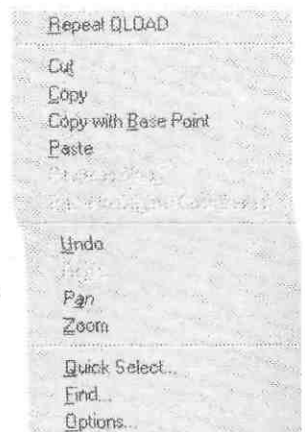 Repeat QLOAD
Cut
Copy
Copy with Base Point
Paste
Undo
Pan
Zoom
Quick Select...
Find...
Options...